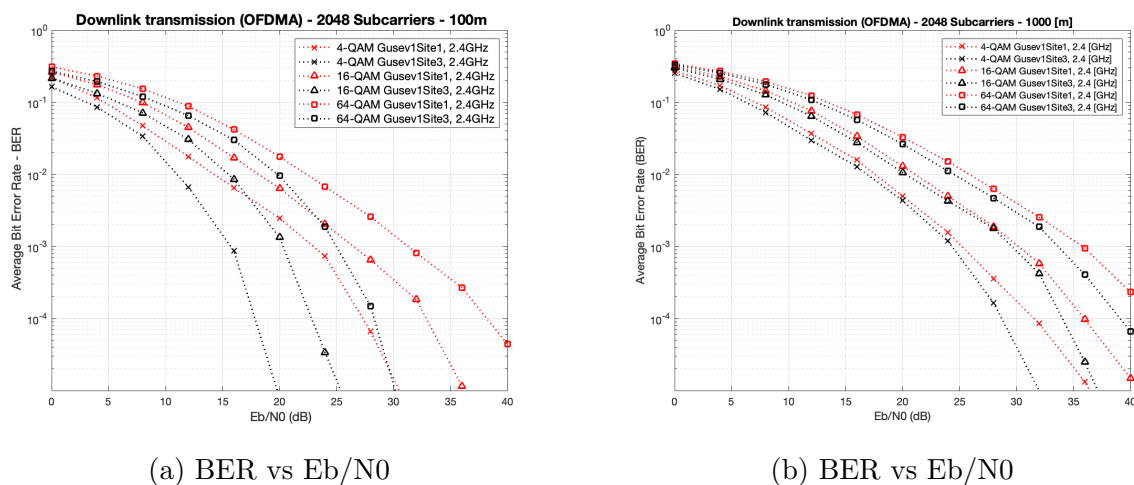 Downlink transmission (OFDMA) - 2048 Subcarriers - 100m
10^0
10^-1
10^-2
10^-3
10^-4
Average Bit Error Rate - BER
4-QAM Gusev1Site1, 2.4GHz
4-QAM Gusev1Site3, 2.4GHz
16-QAM Gusev1Site1, 2.4GHz
16-QAM Gusev1Site3, 2.4GHz
64-QAM Gusev1Site1, 2.4GHz
64-QAM Gusev1Site3, 2.4GHz
0 5 10 15 20 25 30 35 40
Eb/N0 (dB)
(a) BER vs Eb/N0
Downlink transmission (OFDMA) - 2048 Subcarriers - 1000 [m]
10^0
10^-1
10^-2
10^-3
10^-4
Average Bit Error Rate (BER)
4-QAM Gusev1Site1, 2.4 [GHz]
4-QAM Gusev1Site3, 2.4 [GHz]
16-QAM Gusev1Site1, 2.4 [GHz]
16-QAM Gusev1Site3, 2.4 [GHz]
64-QAM Gusev1Site1, 2.4 [GHz]
64-QAM Gusev1Site3, 2.4 [GHz]
0 5 10 15 20 25 30 35 40
Eb/N0 (dB)
(b) BER vs Eb/N0